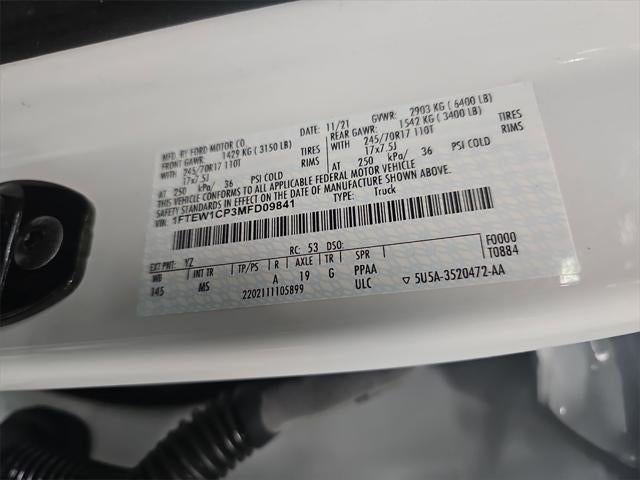 MFD. BY FORD MOTOR CO. 11/21 GVWR: 2903 KG ( 6400 LB)
FRONT GAWR: 1429 KG ( 3150 LB) REAR GAWR: 1542 KG ( 3400 LB)
245/70R17 110T TIRES WITH 245/70R17 110T TIRES
17x7.5J RIMS 17x7.5J RIMS
AT 250 kPa/ 36 PSI COLD AT 250 kPa/ 36 PSI COLD
THIS VEHICLE CONFORMS TO ALL APPLICABLE FEDERAL MOTOR VEHICLE
SAFETY STANDARDS IN EFFECT ON THE DATE OF MANUFACTURE SHOWN ABOVE.
VIN: 1FTEW1CP3MFD09841 TYPE: Truck
F0000
T0884
EXT PNT: YZ RC: 53 DSO:
WB INT TR TP/PS R AXLE TR SPR
145 MS A 19 G PPAA
2202111105899 ULC ▽ 5U5A-3520472-AA